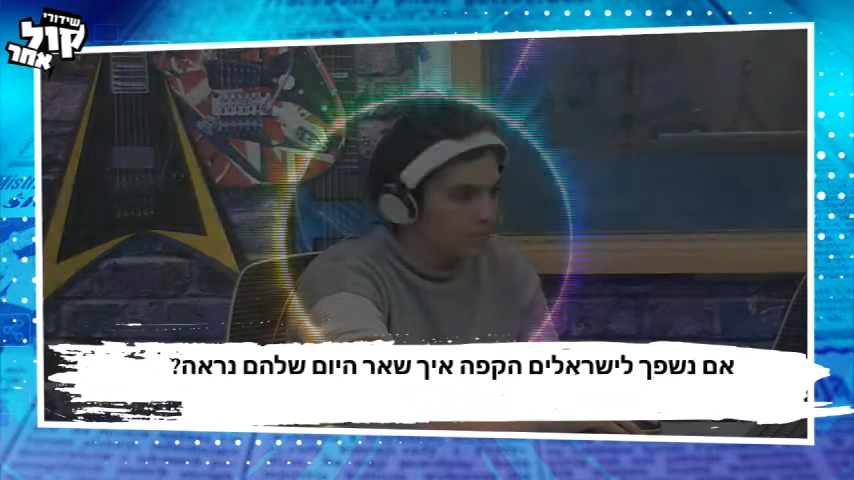 שידורי
קול
אחר
אם נשפך לישראלים הקפה איך שאר היום שלהם נראה?